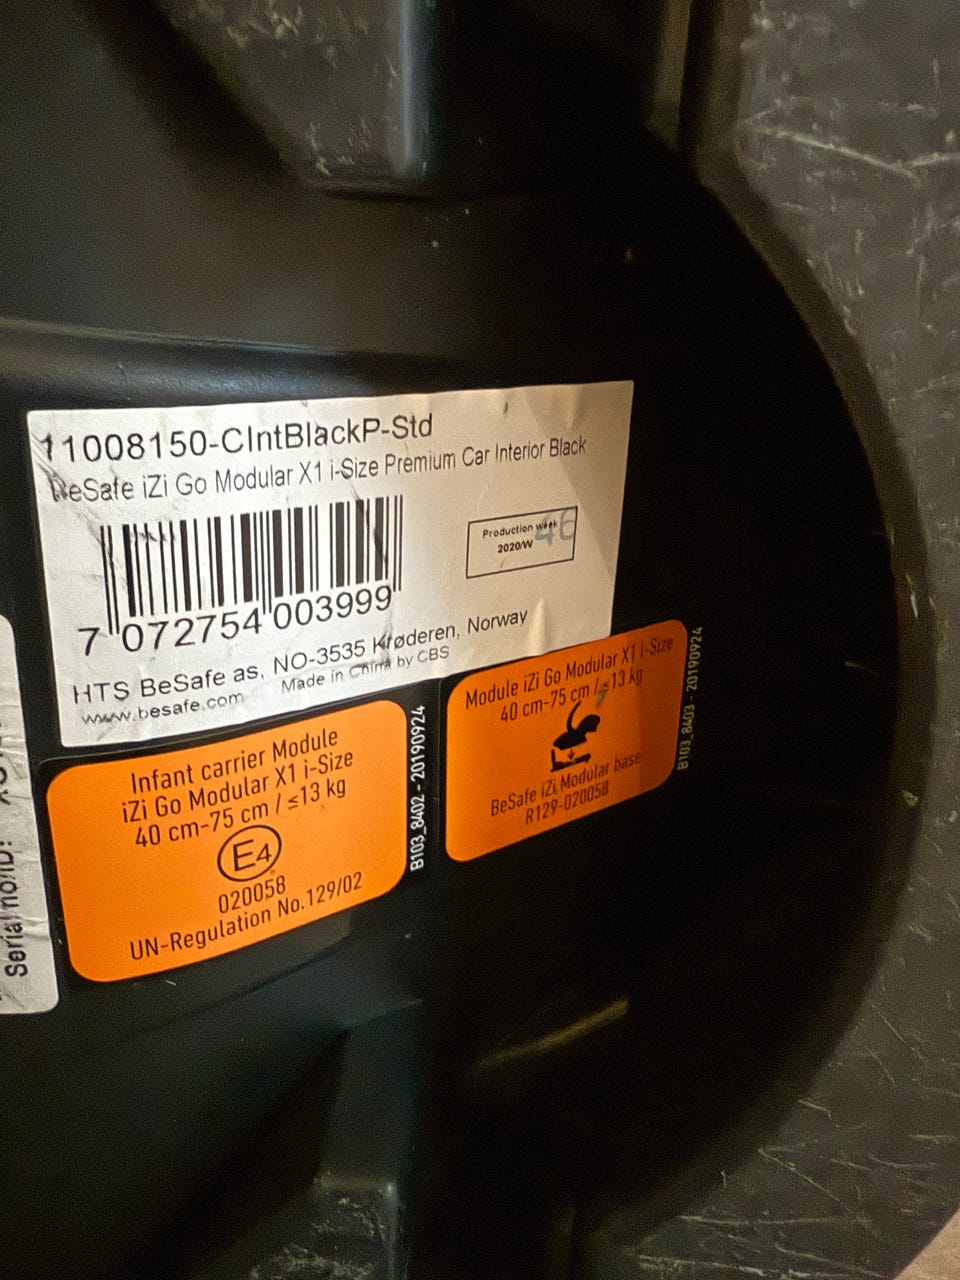 11008150-CIntBlackP-Std
BeSafe iZi Go Modular X1 i-Size Premium Car Interior Black
Production week
2020/W 46
7 072754 003999
HTS BeSafe as, NO-3535 Krøderen, Norway
www.besafe.com Made in China by CBS
Infant carrier Module
iZi Go Modular X1 i-Size
40 cm-75 cm / ≤13 kg
E4
020058
UN-Regulation No.129/02
B103_8402 - 20190924
Module iZi Go Modular X1 i-Size
40 cm-75 cm / ≤13 kg
BeSafe iZi Modular base
R129-020058
B103_8403 - 20190924
Serial no/ID: